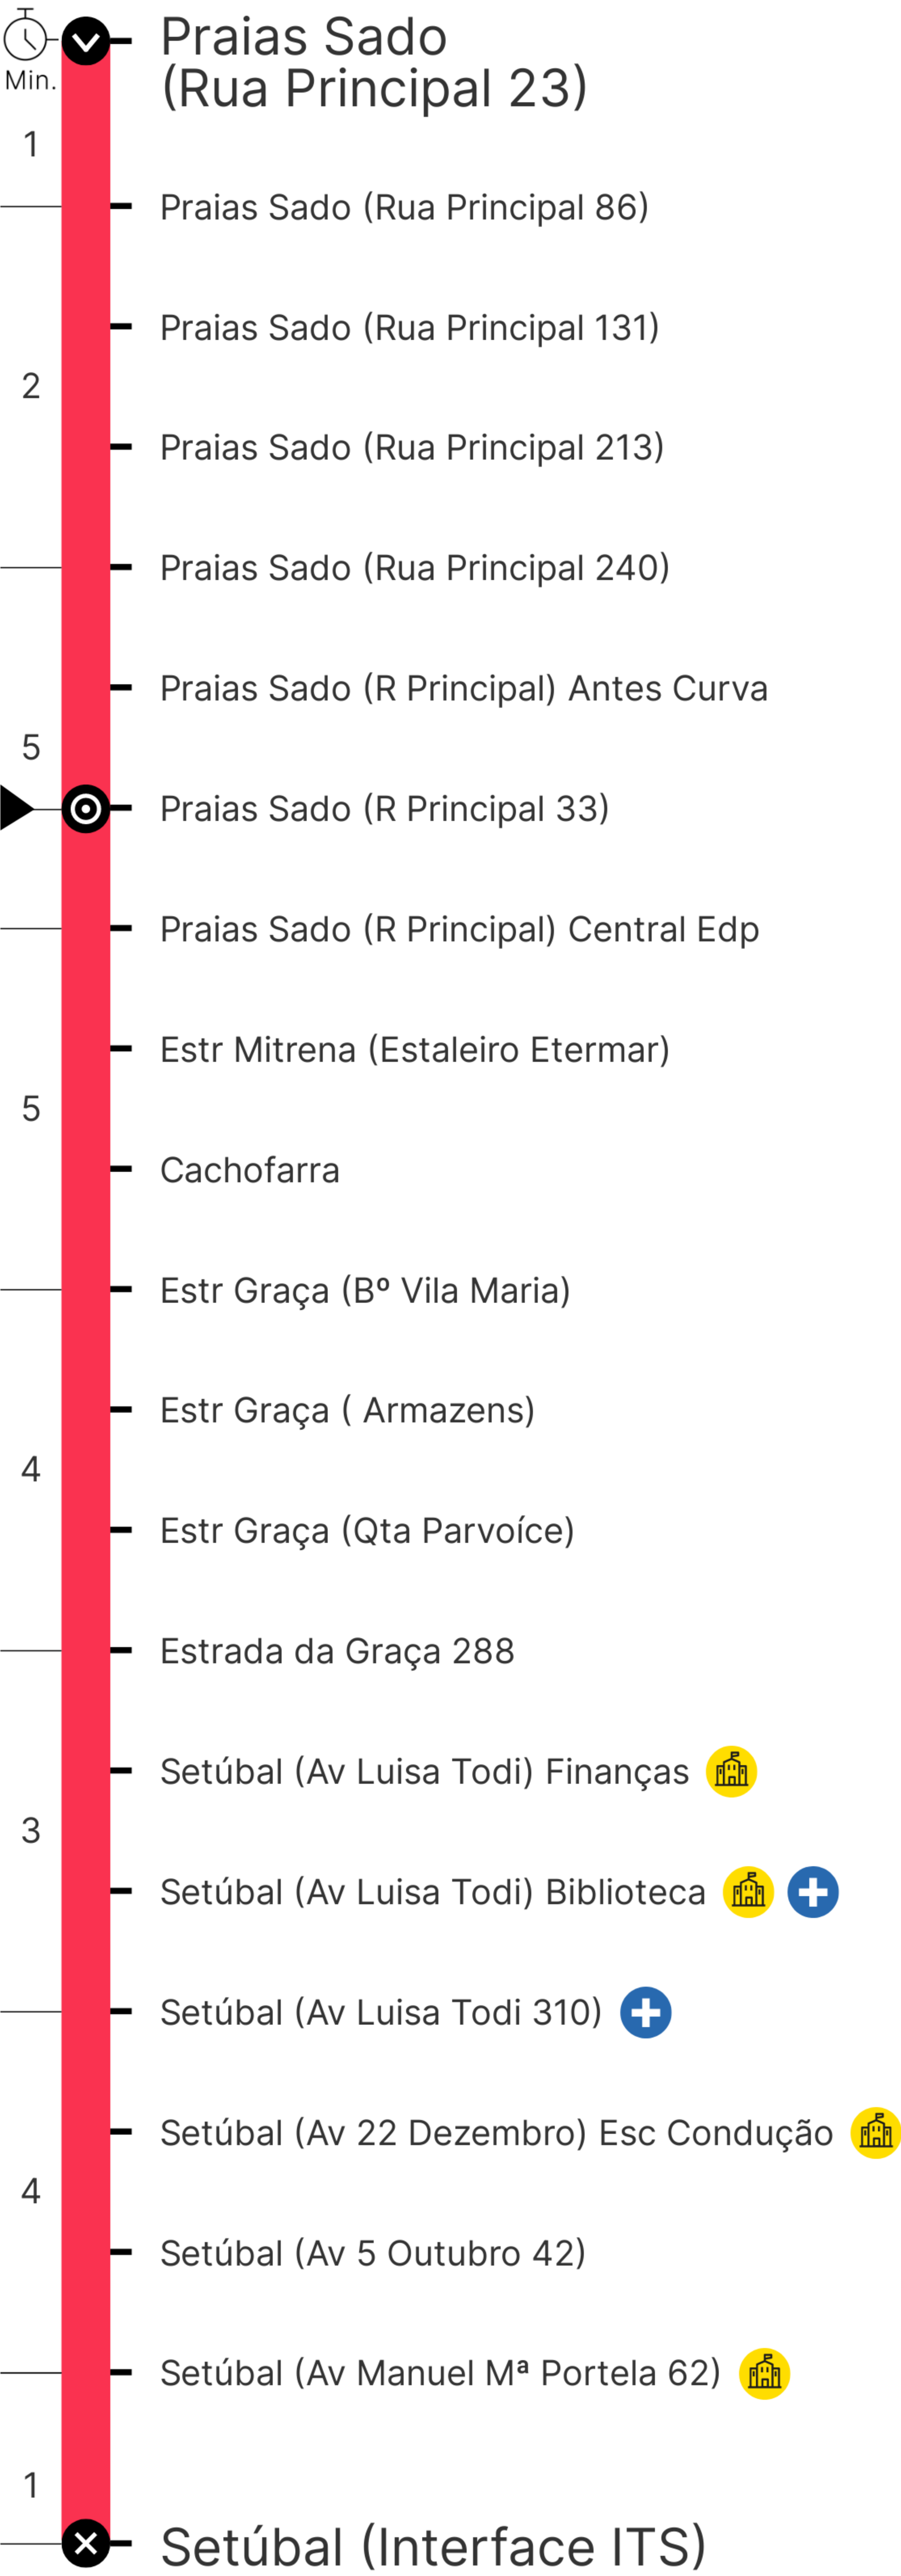 Praias Sado
(Rua Principal 23)
Min.
1
Praias Sado (Rua Principal 86)
Praias Sado (Rua Principal 131)
2
Praias Sado (Rua Principal 213)
Praias Sado (Rua Principal 240)
Praias Sado (R Principal) Antes Curva
5
Praias Sado (R Principal 33)
Praias Sado (R Principal) Central Edp
Estr Mitrena (Estaleiro Etermar)
5
Cachofarra
Estr Graça (Bº Vila Maria)
Estr Graça ( Armazens)
4
Estr Graça (Qta Parvoíce)
Estrada da Graça 288
Setúbal (Av Luisa Todi) Finanças
3
Setúbal (Av Luisa Todi) Biblioteca
Setúbal (Av Luisa Todi 310)
Setúbal (Av 22 Dezembro) Esc Condução
4
Setúbal (Av 5 Outubro 42)
Setúbal (Av Manuel Mª Portela 62)
1
Setúbal (Interface ITS)